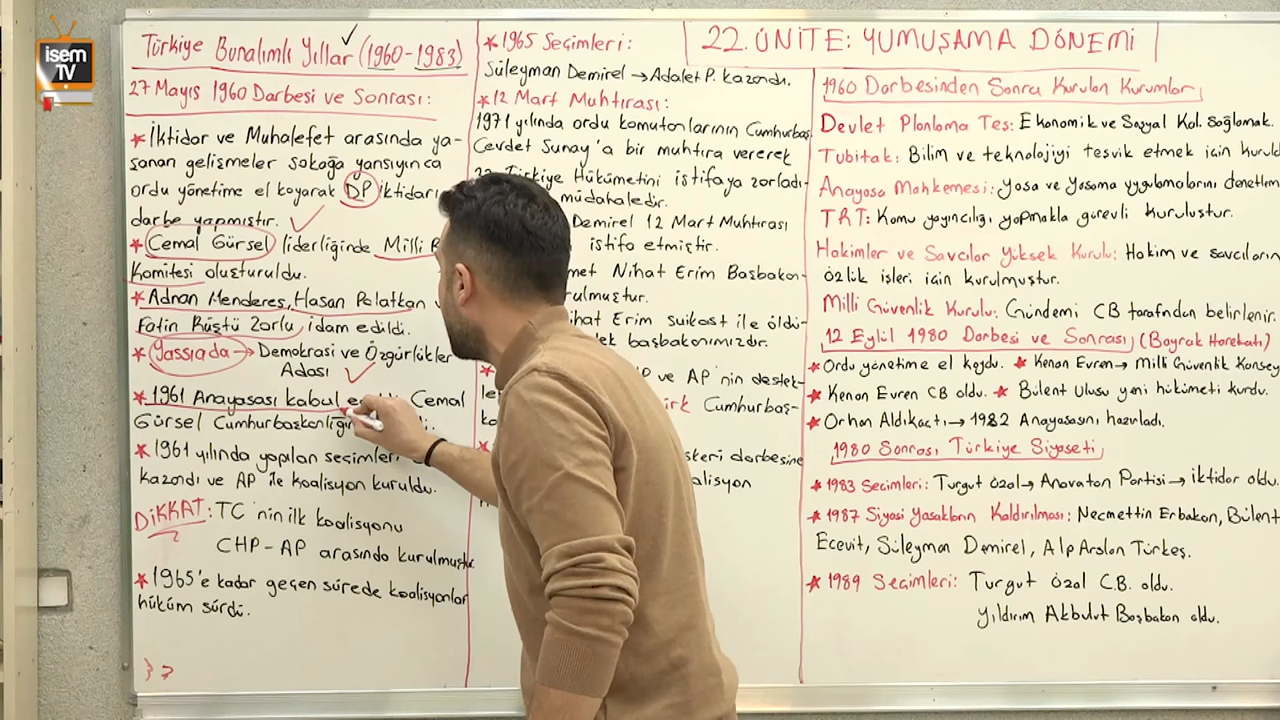 isem
TV
Türkiye Bunalımlı Yıllar (1960-1983)
27 Mayıs 1960 Darbesi ve Sonrası:
* İktidar ve Muhalefet arasında ya-
şanan gelişmeler sokağa yansıyınca
ordu yönetime el koyarak DP iktidarı
darbe yapmıştır.
* Cemal Gürsel liderliğinde Milli
Komitesi oluşturuldu.
* Adnan Menderes, Hasan Polatkan
Fatin Rüştü Zorlu, idam edildi.
* Yassıada → Demokrasi ve Özgürlükler
Adası
* 1961 Anayasası kabul Cemal
Gürsel
* 1961 yılında yapılan seçimleri
kazandı ve AP ile koalisyon kuruldu.
DİKKAT: TC'nin ilk koalisyonu
CHP-AP arasında kurulmuştur.
* 1965'e kadar geçen sürede koalisyonlar
hüküm sürdü.
* 1965 Seçimleri:
Süleyman Demirel → Adalet P. kazandı.
* 12 Mart Muhtırası:
1971 yılında ordu komutanlarının Cumhurbaş
Cevdet Sunay'a bir muhtıra vererek
Türkiye Hükümetini istifaya zorladı
müdahaledir.
Demirel 12 Mart Muhtırası
istifa etmiştir.
Nihat Erim Başbakan-
Erim suikast ile öldü-
başbakanımızdır.
ve AP'nin destek-
Cumhurbaş-
darbesine
22. ÜNİTE: YUMUŞAMA DÖNEMİ
1960 Darbesinden Sonra Kurulan Kurumlar
Devlet Planlama Teş: Ekonomik ve Sosyal Kal. Sağlamak.
Tubitak: Bilim ve teknolojiyi teşvik etmek için kuruld
Anayasa Mahkemesi: Yasa ve Yasama uygulamalarını denetlem
TRT: Kamu yayıncılığı yapmakla görevli kuruluştur.
Hakimler ve Savcılar Yüksek Kurulu: Hakim ve savcıların
özlük işleri için kurulmuştur.
Milli Güvenlik Kurulu: Gündemi CB tarafından belirlenir.
12 Eylül 1980 Darbesi ve Sonrası (Bayrak Harekatı)
* Ordu yönetime el koydu. * Kenan Evren → Milli Güvenlik Konsey
* Kenan Evren CB oldu. * Bülent Ulusu yeni hükümeti kurdu.
* Orhan Aldıkaçtı → 1982 Anayasasını hazırladı.
1980 Sonrası Türkiye Siyaseti
* 1983 Seçimleri: Turgut Özal → Anavatan Partisi → iktidar oldu.
* 1987 Siyasi Yasakların Kaldırılması: Necmettin Erbakan, Bülent
Ecevit, Süleyman Demirel, Alp Arslan Türkeş.
* 1989 Seçimleri: Turgut Özal C.B. oldu.
Yıldırım Akbulut Başbakan oldu.